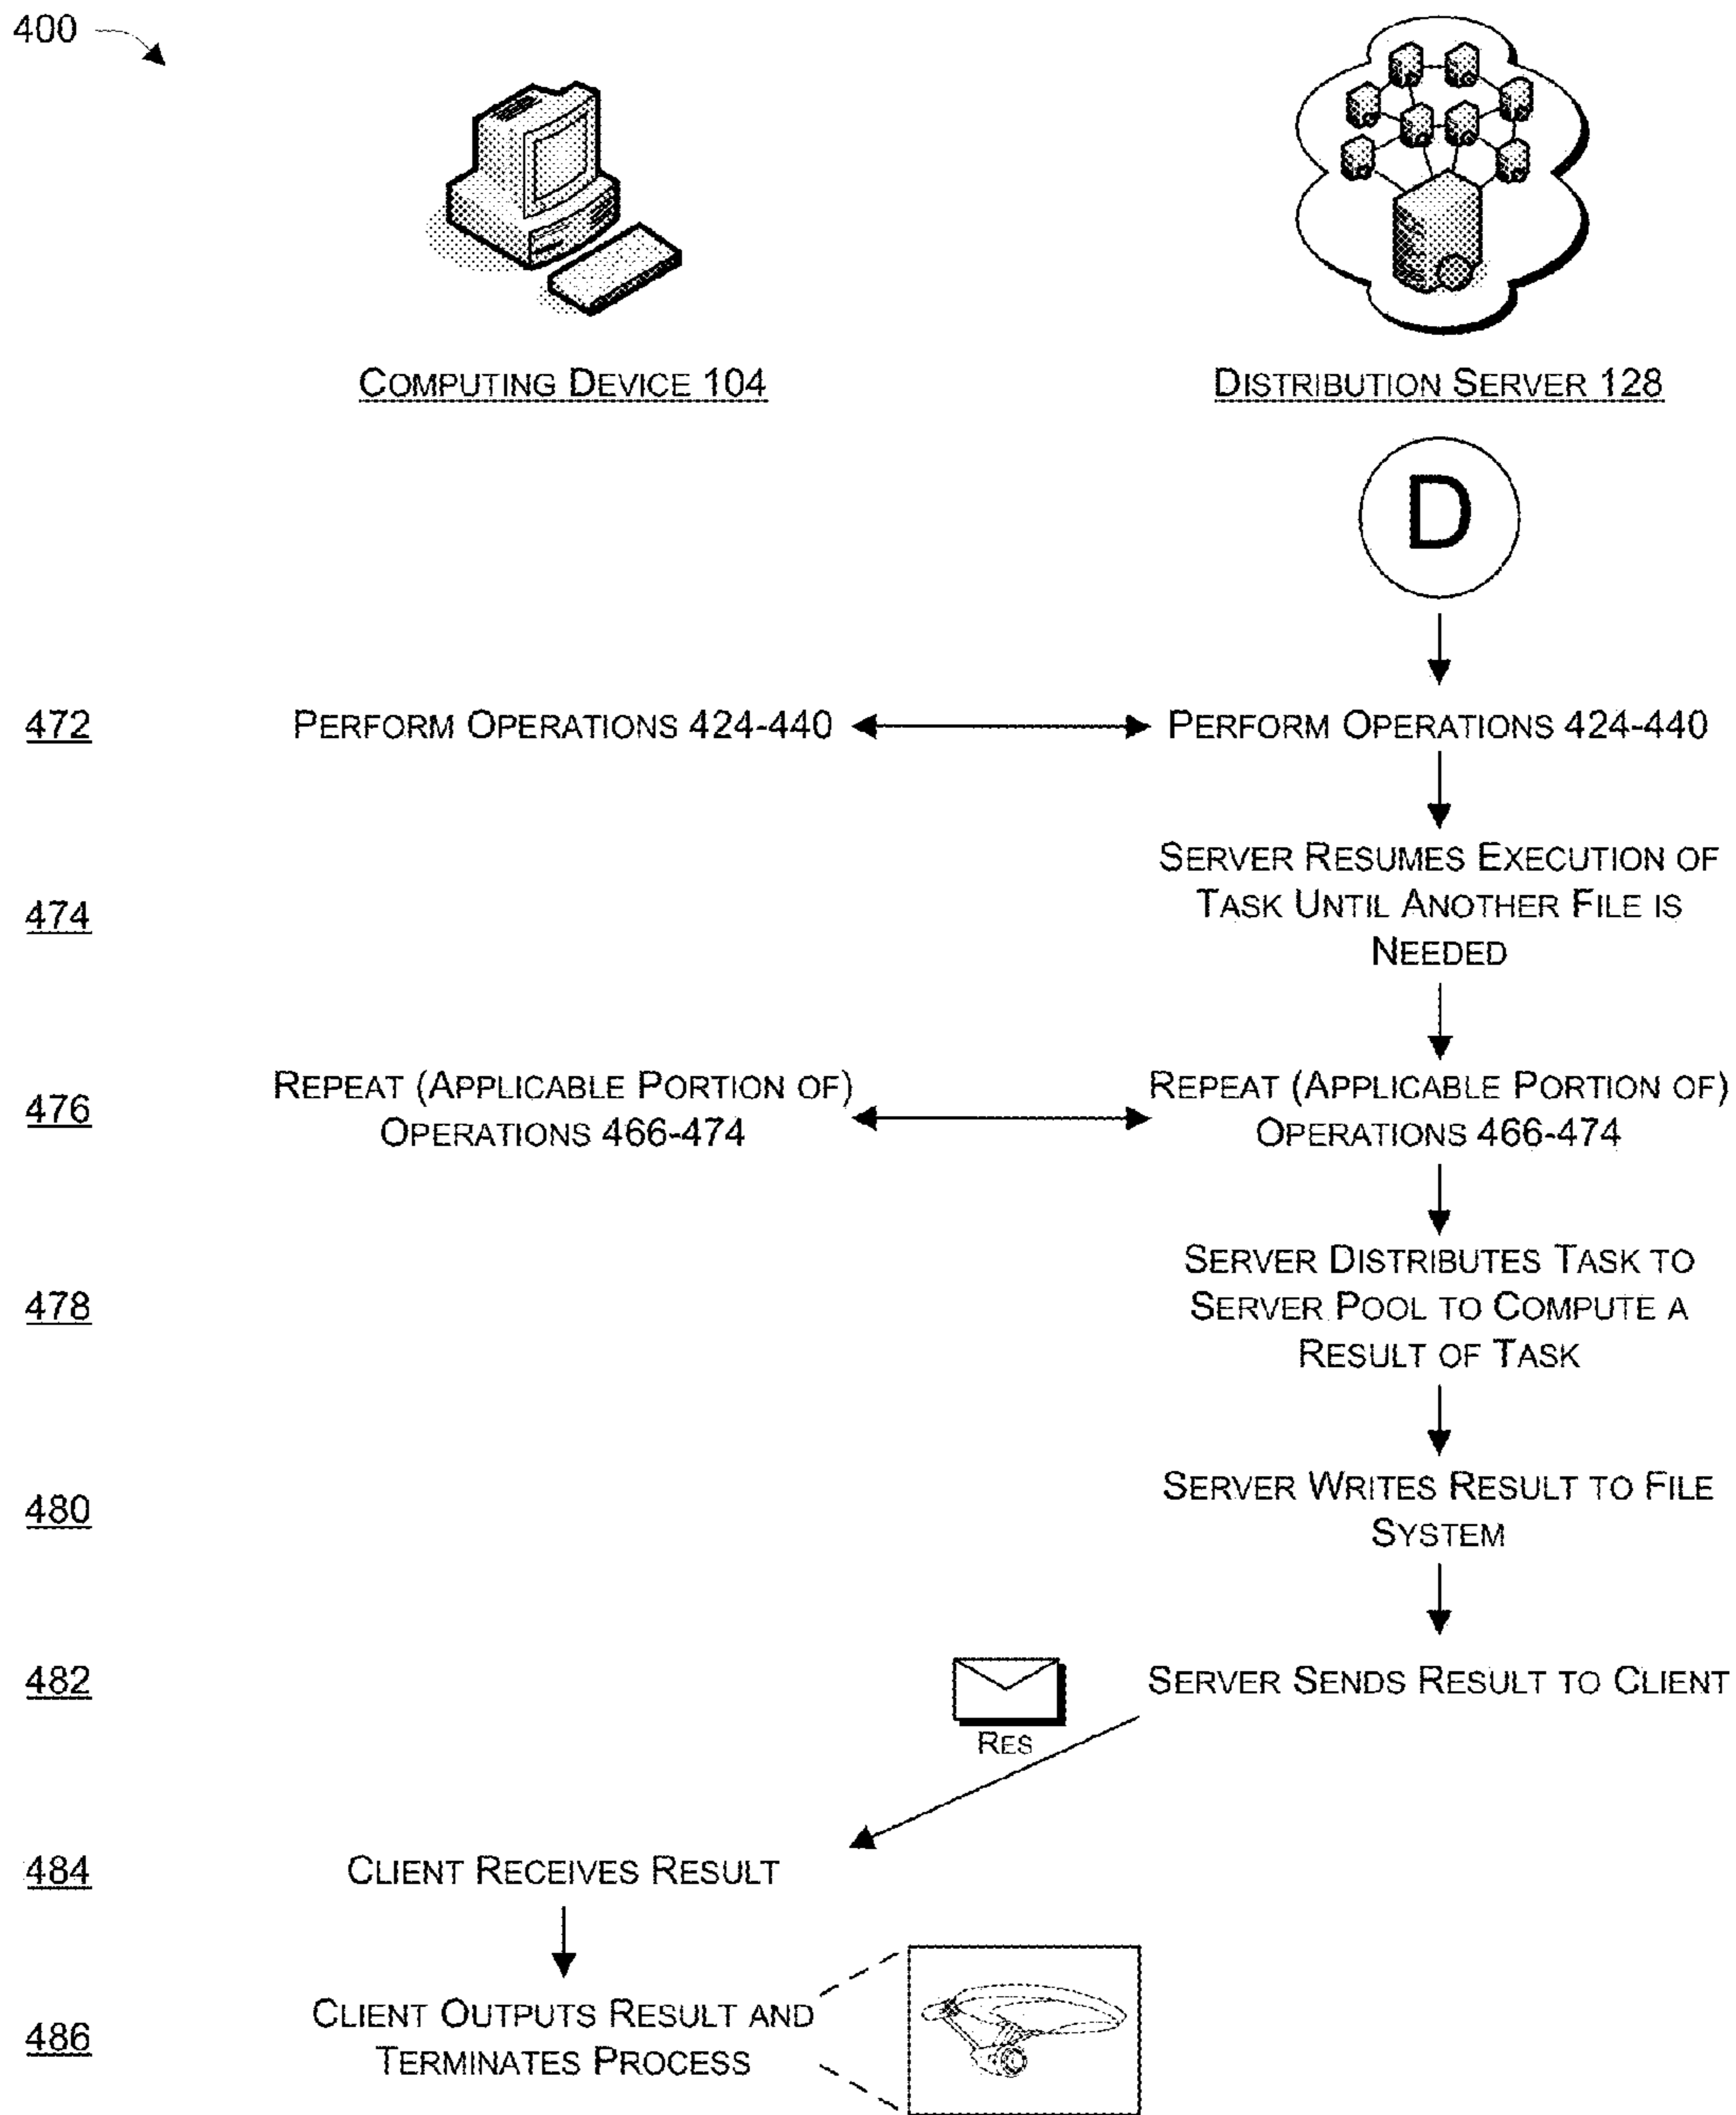 400
COMPUTING DEVICE 104
DISTRIBUTION SERVER 128
D
472
PERFORM OPERATIONS 424-440
PERFORM OPERATIONS 424-440
474
SERVER RESUMES EXECUTION OF
TASK UNTIL ANOTHER FILE IS
NEEDED
476
REPEAT (APPLICABLE PORTION OF)
OPERATIONS 466-474
REPEAT (APPLICABLE PORTION OF)
OPERATIONS 466-474
478
SERVER DISTRIBUTES TASK TO
SERVER POOL TO COMPUTE A
RESULT OF TASK
480
SERVER WRITES RESULT TO FILE
SYSTEM
482
RES
SERVER SENDS RESULT TO CLIENT
484
CLIENT RECEIVES RESULT
486
CLIENT OUTPUTS RESULT AND
TERMINATES PROCESS